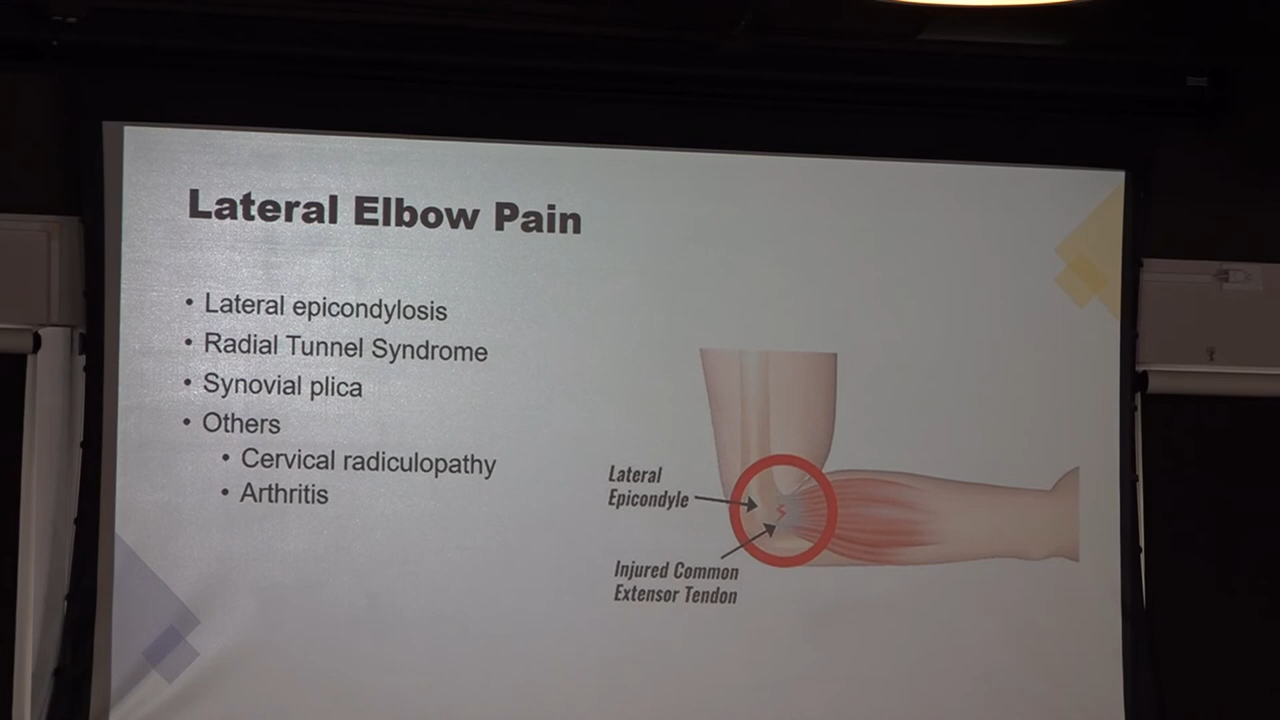 Lateral Elbow Pain
• Lateral epicondylosis
• Radial Tunnel Syndrome
• Synovial plica
• Others
• Cervical radiculopathy
• Arthritis
Lateral
Epicondyle
Injured Common
Extensor Tendon